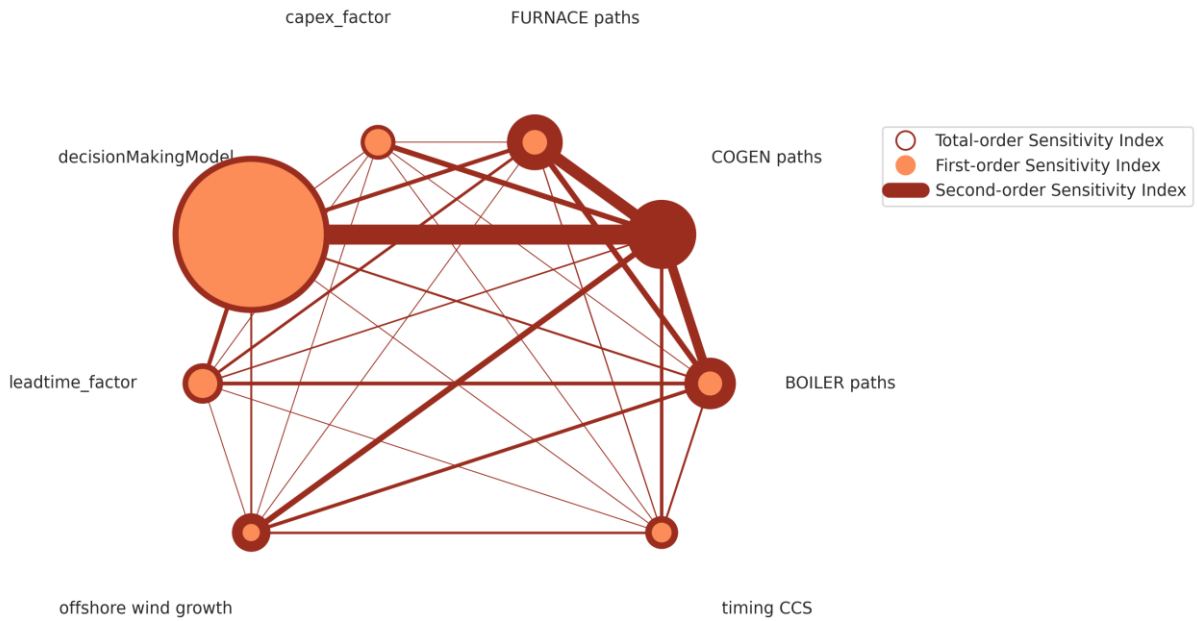 capex_factor
FURNACE paths
decisionMakingModel
COGEN paths
Total-order Sensitivity Index
First-order Sensitivity Index
Second-order Sensitivity Index
leadtime_factor
BOILER paths
offshore wind growth
timing CCS